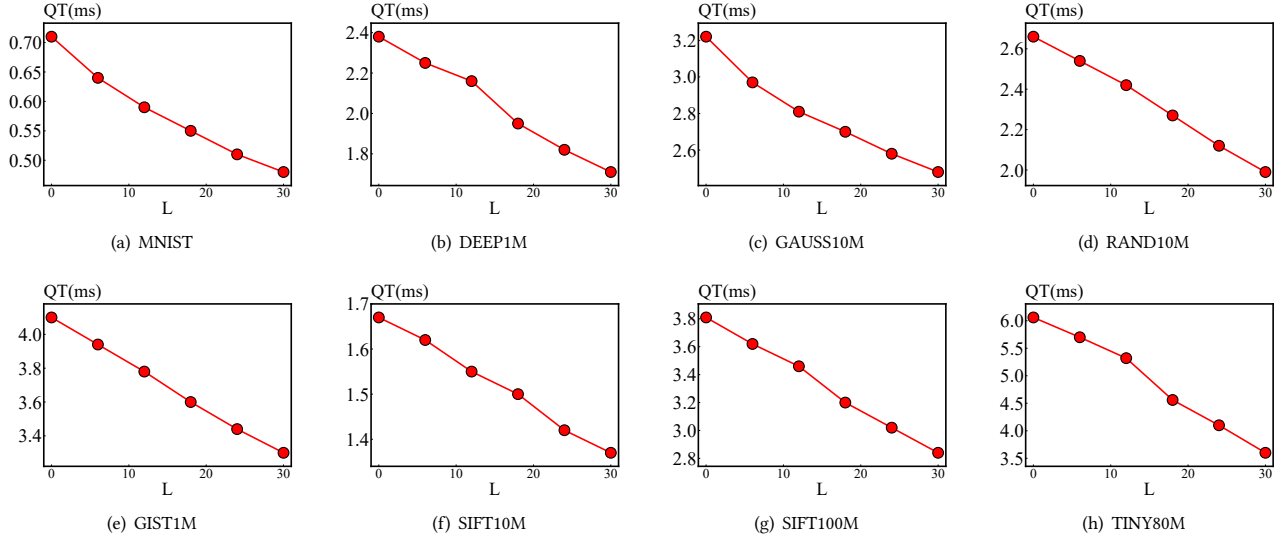 QT(ms)
0.70
0.65
0.60
0.55
0.50
0 10 20 30
L
(a) MNIST
QT(ms)
2.4
2.2
2.0
1.8
0 10 20 30
L
(b) DEEP1M
QT(ms)
3.2
3.0
2.8
2.6
0 10 20 30
L
(c) GAUSS10M
QT(ms)
2.6
2.4
2.2
2.0
0 10 20 30
L
(d) RAND10M
QT(ms)
4.0
3.8
3.6
3.4
0 10 20 30
L
(e) GIST1M
QT(ms)
1.7
1.6
1.5
1.4
0 10 20 30
L
(f) SIFT10M
QT(ms)
3.8
3.6
3.4
3.2
3.0
2.8
0 10 20 30
L
(g) SIFT100M
QT(ms)
6.0
5.5
5.0
4.5
4.0
3.5
0 10 20 30
L
(h) TINY80M